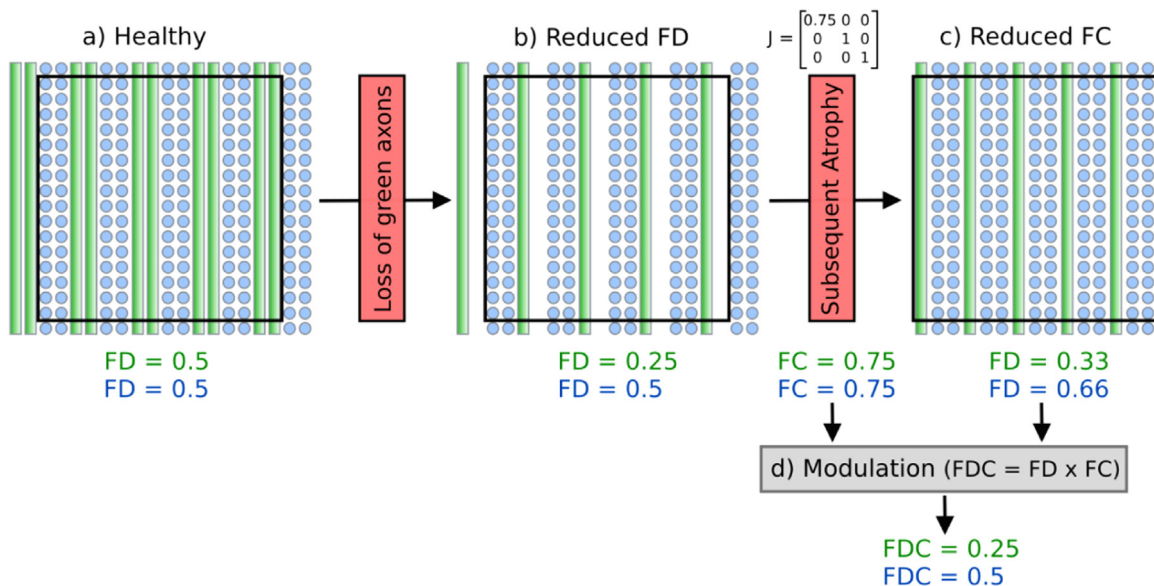 a) Healthy
b) Reduced FD
J = [0.75 0 0
0 1 0
0 0 1]
c) Reduced FC
Loss of green axons
Subsequent Atrophy
FD = 0.5
FD = 0.5
FD = 0.25
FD = 0.5
FC = 0.75
FC = 0.75
FD = 0.33
FD = 0.66
d) Modulation (FDC = FD x FC)
FDC = 0.25
FDC = 0.5